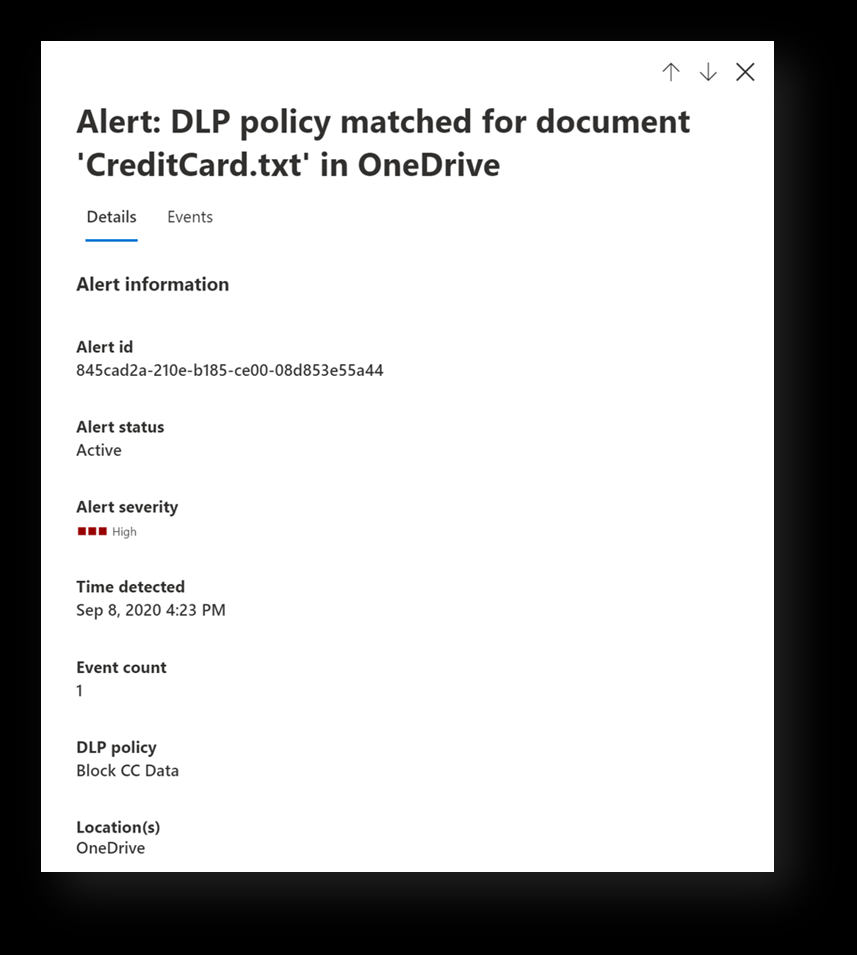 Alert: DLP policy matched for document
'CreditCard.txt' in OneDrive
Details Events
Alert information
Alert id
845cad2a-210e-b185-ce00-08d853e55a44
Alert status
Active
Alert severity
High
Time detected
Sep 8, 2020 4:23 PM
Event count
1
DLP policy
Block CC Data
Location(s)
OneDrive